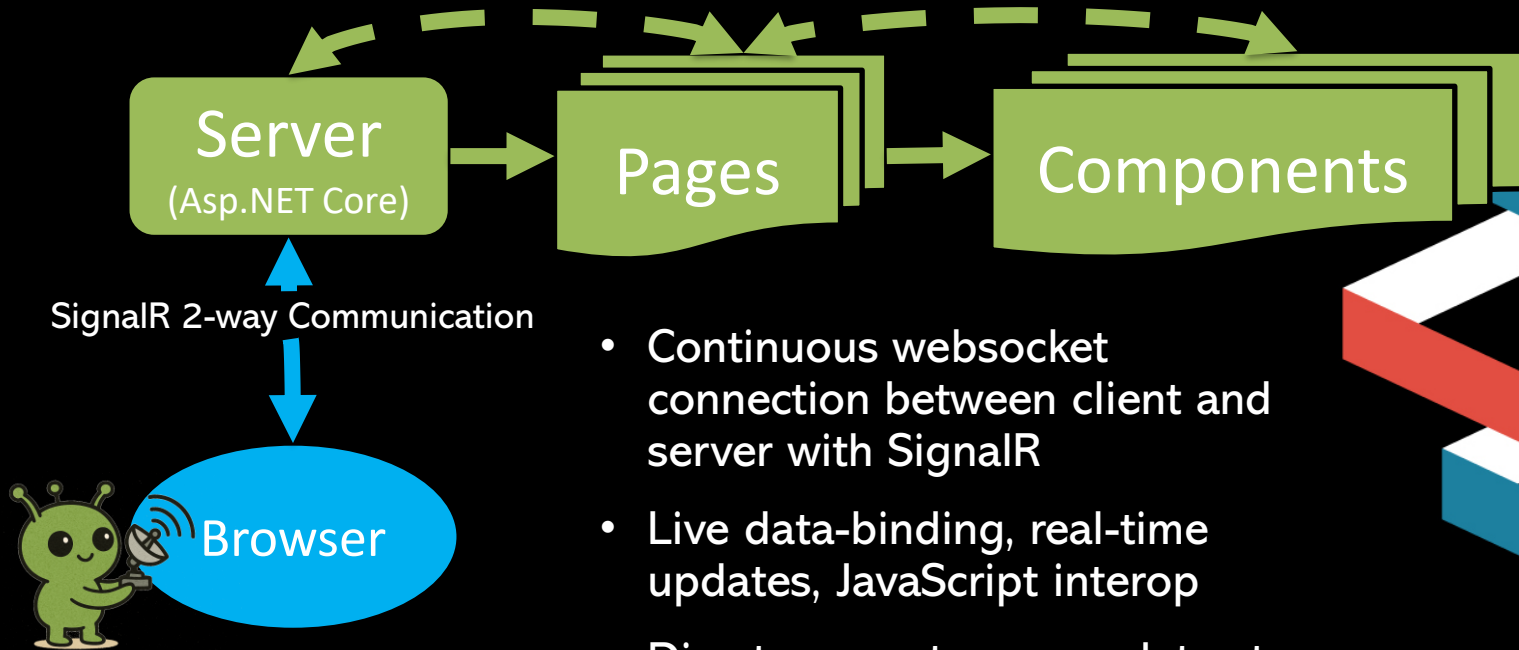 Server
(Asp.NET Core)
Pages
Components
SignalR 2-way Communication
Browser
• Continuous websocket
connection between client and
server with SignalR
• Live data-binding, real-time
updates, JavaScript interop